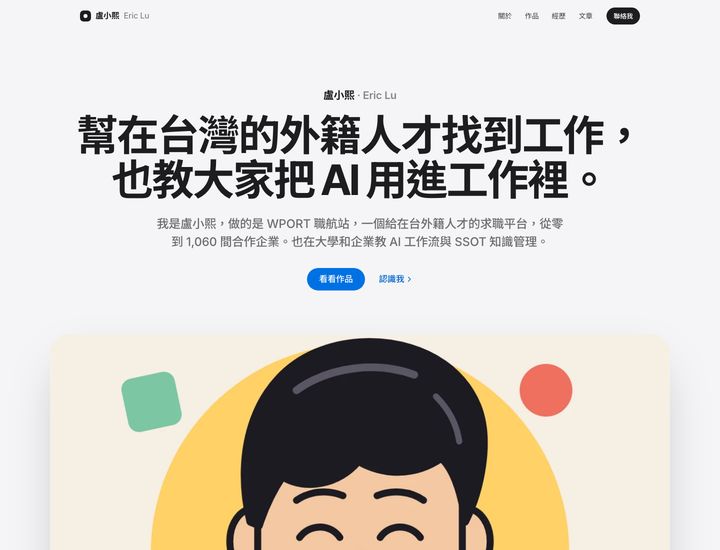 盧小熙 · Eric Lu
關於
作品
經歷
文章
聯絡我
盧小熙 · Eric Lu
幫在台灣的外籍人才找到工作，
也教大家把 AI 用進工作裡。
我是盧小熙，做的是 WPORT 職航站，一個給在台外籍人才的求職平台，從零
到 1,060 間合作企業。也在大學和企業教 AI 工作流與 SSOT 知識管理。
看看作品
認識我 ›